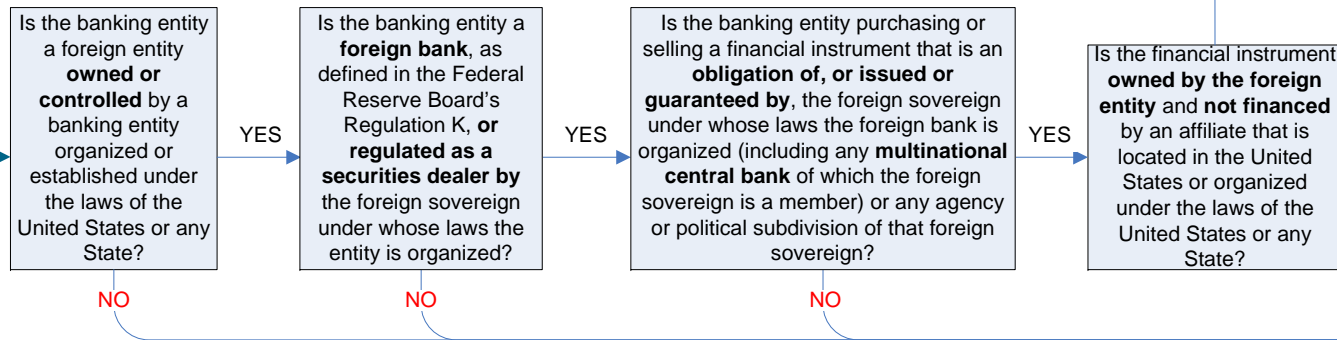 Is the banking entity
a foreign entity
owned or
controlled by a
banking entity
organized or
established under
the laws of the
United States or any
State?
YES
Is the banking entity a
foreign bank, as
defined in the Federal
Reserve Board's
Regulation K, or
regulated as a
securities dealer by
the foreign sovereign
under whose laws the
entity is organized?
YES
Is the banking entity purchasing or
selling a financial instrument that is an
obligation of, or issued or
guaranteed by, the foreign sovereign
under whose laws the foreign bank is
organized (including any multinational
central bank of which the foreign
sovereign is a member) or any agency
or political subdivision of that foreign
sovereign?
YES
Is the financial instrument
owned by the foreign
entity and not financed
by an affiliate that is
located in the United
States or organized
under the laws of the
United States or any
State?
NO
NO
NO